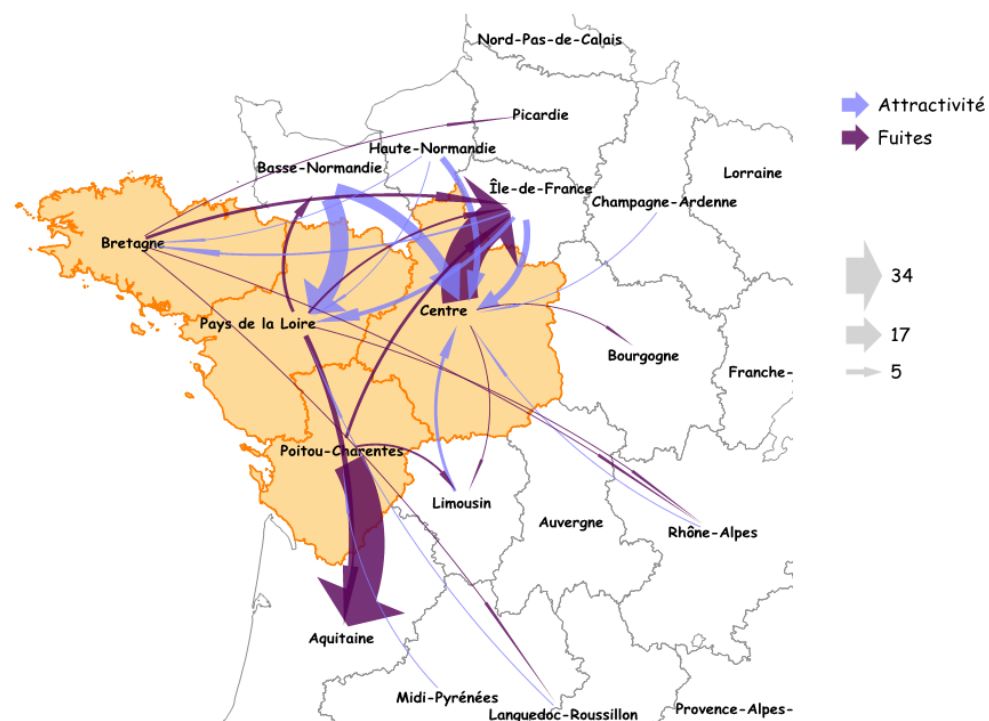 Nord-Pas-de-Calais
Attractivité
Picardie
Fuites
Haute-Normandie
Basse-Normandie
Lorraine
Île-de-France
Champagne-Ardenne
Bretagne
34
Centre
Pays de la Loire
17
Bourgogne
5
Franche-
Poitou-Charentes
Limousin
Auvergne
Rhône-Alpes
Aquitaine
Midi-Pyrénées
Languedoc-Roussillon
Provence-Alpes-